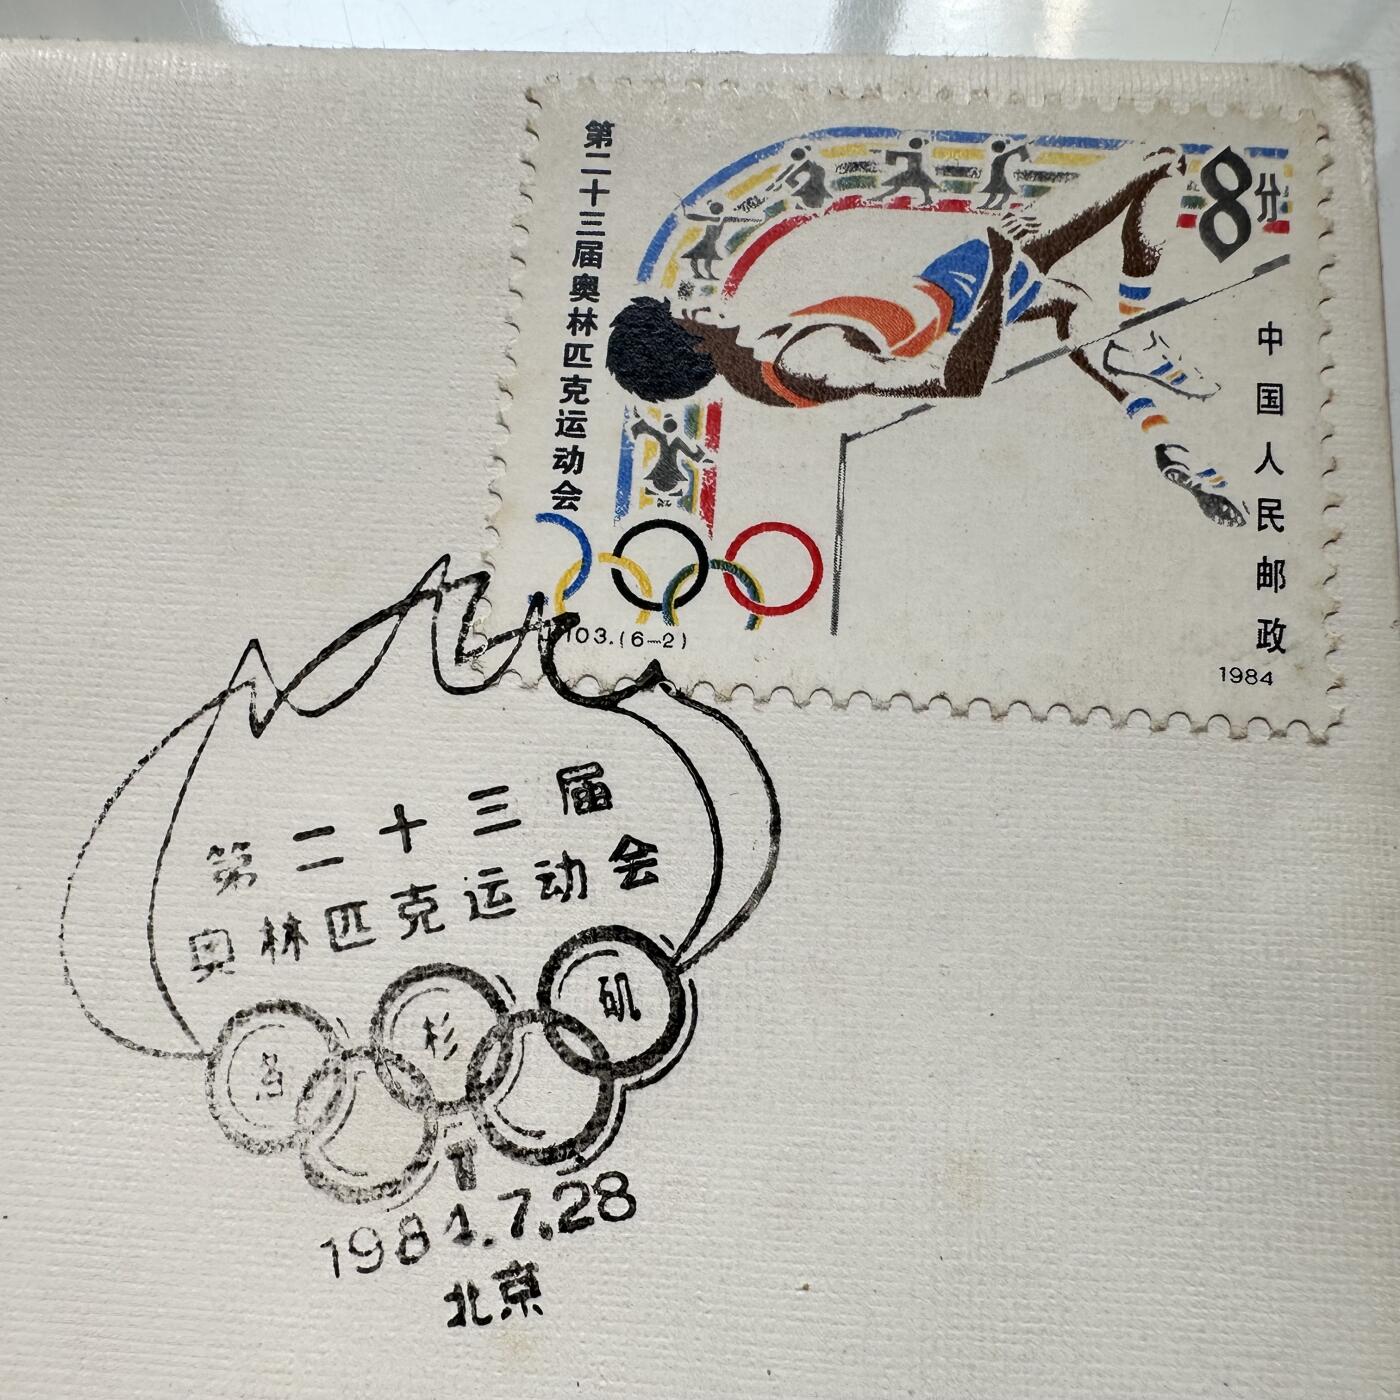 第二十三届奥林匹克运动会
8分
中国人民邮政
103.(6-2)
1984
第二十三届
奥林匹克运动会
洛杉矶
1984.7.28
北京